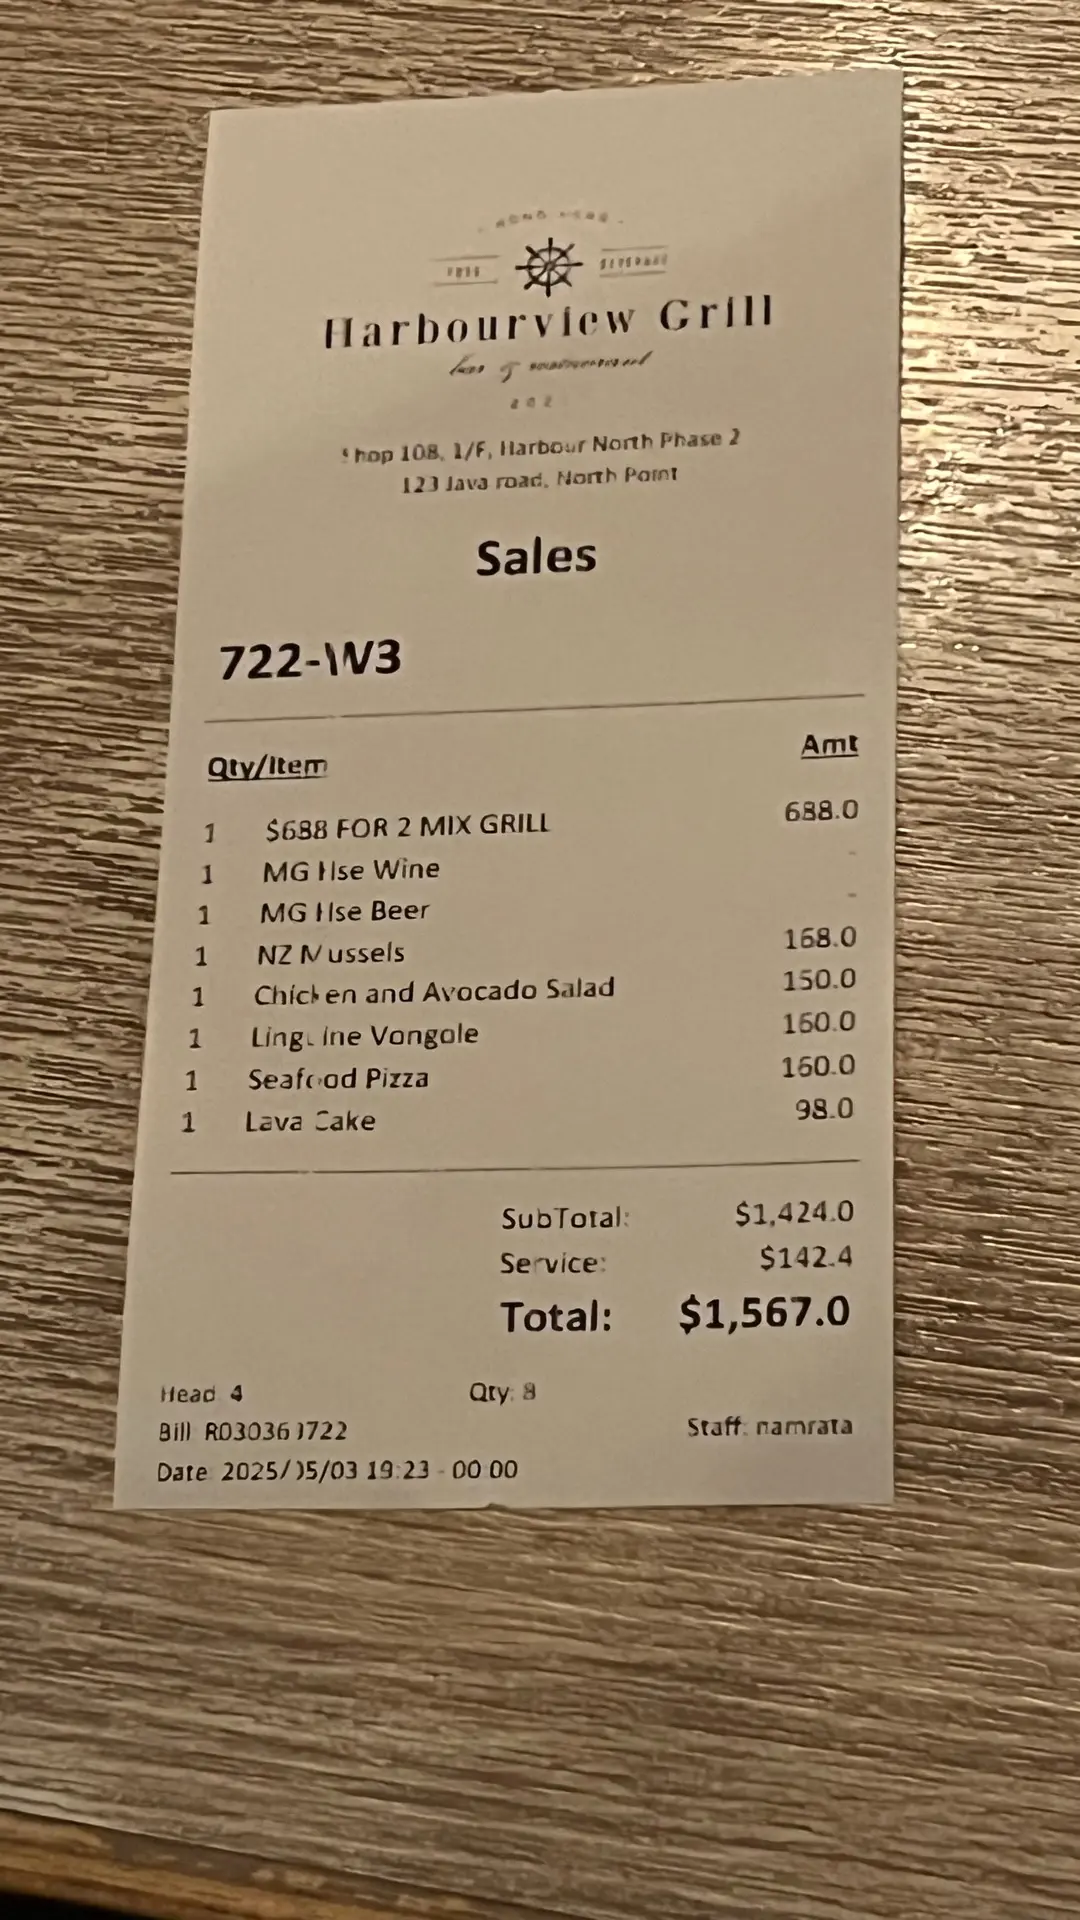 HONG KONG
Harbourview Grill
202
Shop 108, 1/F, Harbour North Phase 2
123 Java road, North Point
Sales
722-W3
Qty/Item Amt
1 $688 FOR 2 MIX GRILL 688.0
1 MG Hse Wine -
1 MG Hse Beer -
1 NZ Mussels 168.0
1 Chicken and Avocado Salad 150.0
1 Linguine Vongole 160.0
1 Seafood Pizza 160.0
1 Lava Cake 98.0
SubTotal: $1,424.0
Service: $142.4
Total: $1,567.0
Head: 4 Qty: 8
Bill: Staff: namrata
Date: 2025/05/03 19:23 - 00:00